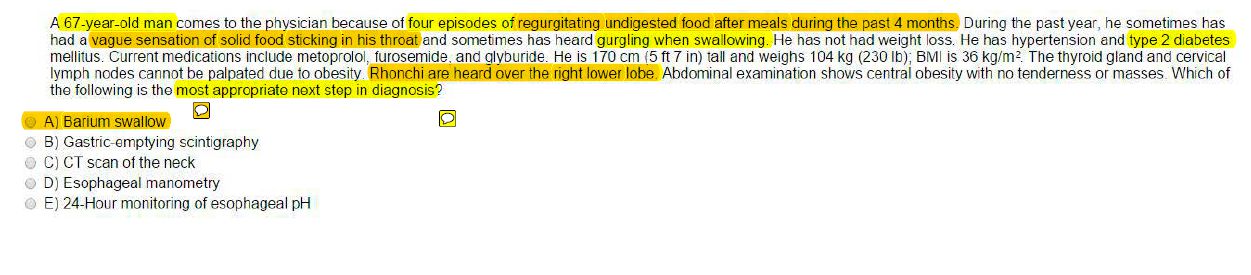 A 67-year-old man comes to the physician because of four episodes of regurgitating undigested food after meals during the past 4 months. During the past year, he sometimes has
had a vague sensation of solid food sticking in his throat and sometimes has heard gurgling when swallowing. He has not had weight loss. He has hypertension and type 2 diabetes
mellitus. Current medications include metoprolol, furosemide, and glyburide. He is 170 cm (5 ft 7 in) tall and weighs 104 kg (230 lb); BMI is 36 kg/m². The thyroid gland and cervical
lymph nodes cannot be palpated due to obesity. Rhonchi are heard over the right lower lobe. Abdominal examination shows central obesity with no tenderness or masses. Which of
the following is the most appropriate next step in diagnosis?
A) Barium swallow
B) Gastric-emptying scintigraphy
C) CT scan of the neck
D) Esophageal manometry
E) 24-Hour monitoring of esophageal pH